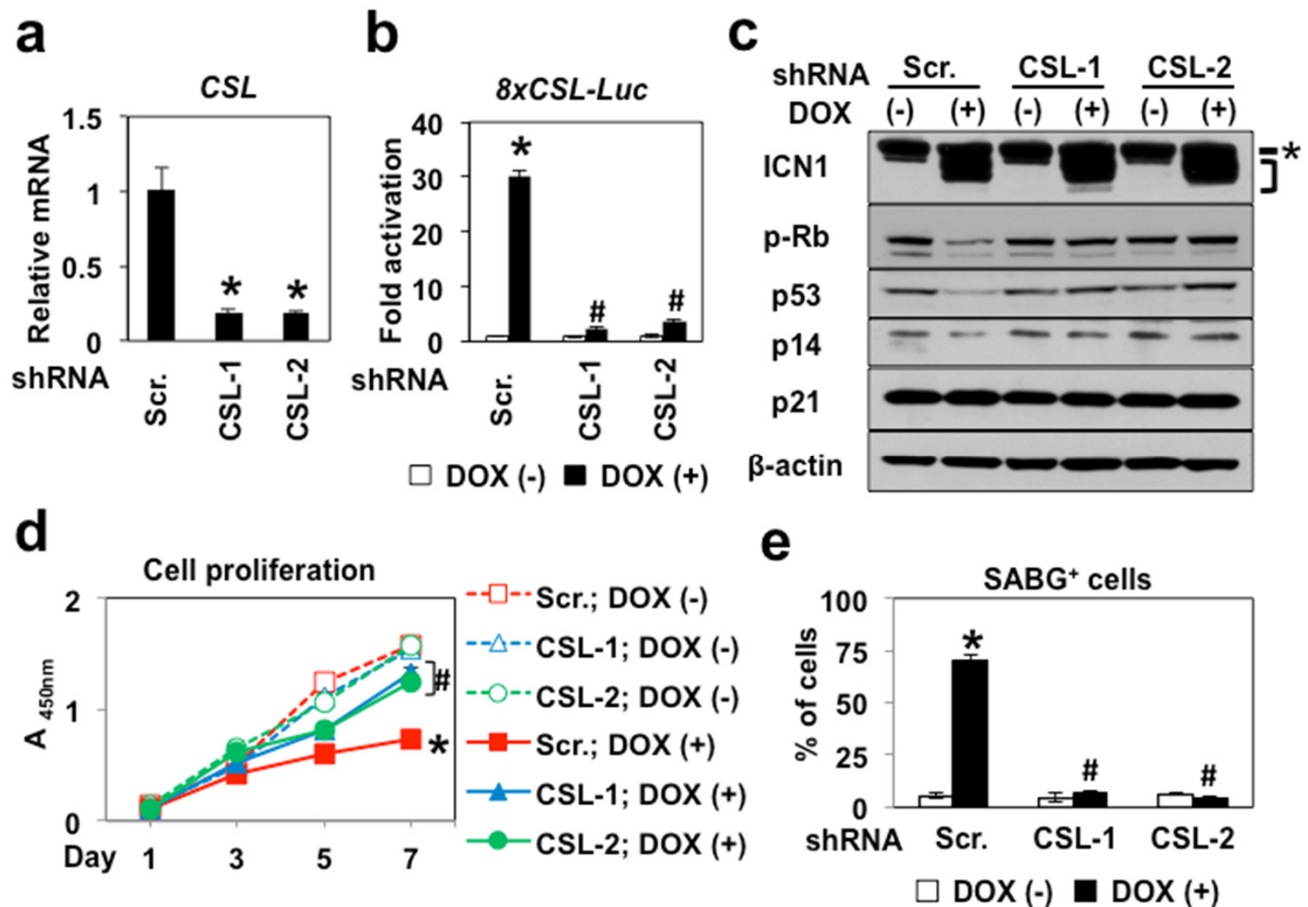 a
CSL
Relative mRNA
1.5
1
0.5
0
* *
shRNA
Scr.
CSL-1
CSL-2
b
8xCSL-Luc
Fold activation
40
30
20
10
0
*
# #
shRNA
Scr.
CSL-1
CSL-2
DOX (-) DOX (+)
c
shRNA Scr. CSL-1 CSL-2
DOX (-) (+) (-) (+) (-) (+)
ICN1 *
p-Rb
p53
p14
p21
β-actin
d
Cell proliferation
A 450nm
2
1
0
#
*
Day 1 3 5 7
Scr.; DOX (-)
CSL-1; DOX (-)
CSL-2; DOX (-)
Scr.; DOX (+)
CSL-1; DOX (+)
CSL-2; DOX (+)
e
SABG+ cells
% of cells
100
75
50
25
0
*
# #
shRNA Scr. CSL-1 CSL-2
DOX (-) DOX (+)